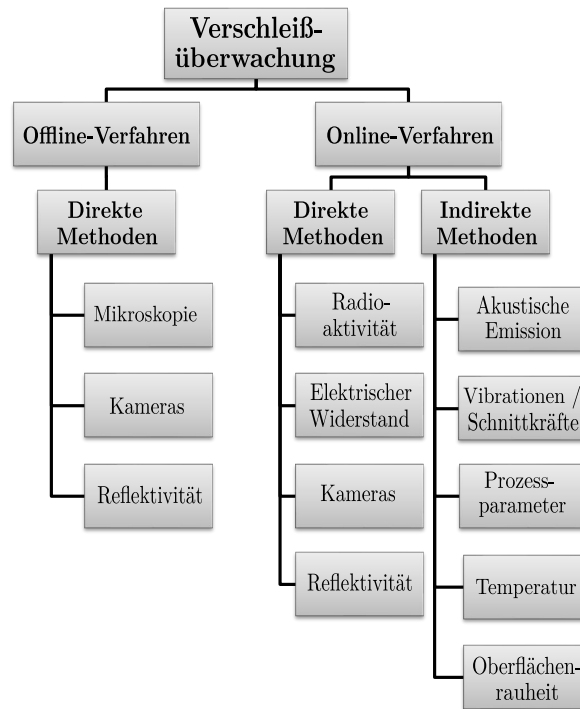 Verschleiß-
überwachung
Offline-Verfahren
Online-Verfahren
Direkte
Methoden
Direkte
Methoden
Indirekte
Methoden
Mikroskopie
Kameras
Reflektivität
Radio-
aktivität
Elektrischer
Widerstand
Kameras
Reflektivität
Akustische
Emission
Vibrationen /
Schnittkräfte
Prozess-
parameter
Temperatur
Oberflächen-
rauheit